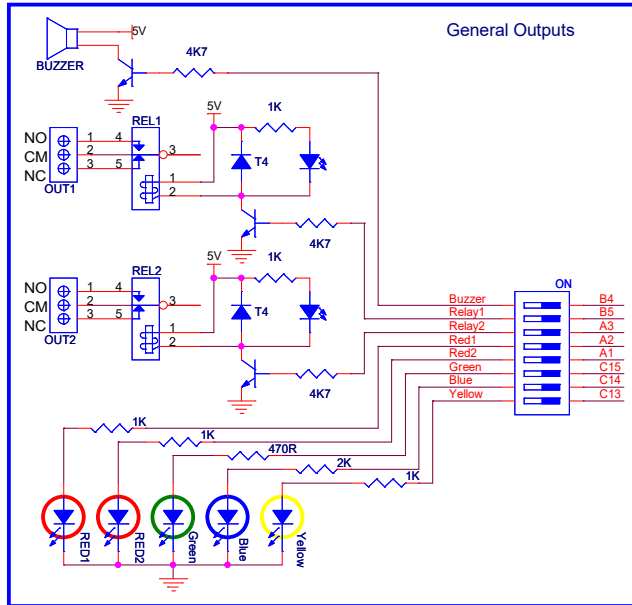 General Outputs
5V
BUZZER
4K7
5V
1K
REL1
NO 1 4
CM 2 3
NC 3 5
1
2
OUT1
T4
4K7
5V
1K
REL2
NO 1 4
CM 2 3
NC 3 5
1
2
OUT2
T4
4K7
ON
Buzzer B4
Relay1 B5
Relay2 A3
Red1 A2
Red2 A1
Green C15
Blue C14
Yellow C13
1K
1K
470R
2K
1K
RED1
RED2
Green
Blue
Yellow